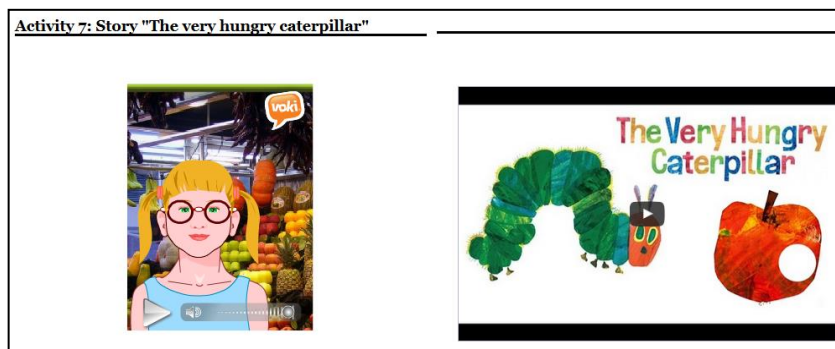 Activity 7: Story "The very hungry caterpillar"
voki
The Very Hungry
Caterpillar